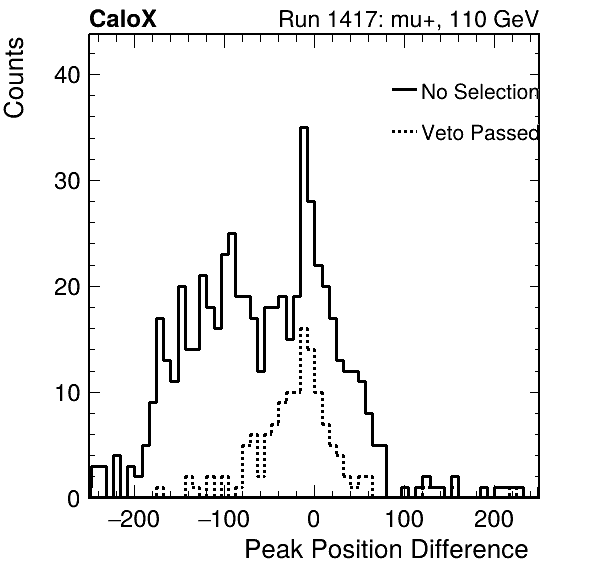 CaloX Run 1417: mu+, 110 GeV
Counts
No Selection
Veto Passed
40
30
20
10
0
−200 −100 0 100 200
Peak Position Difference